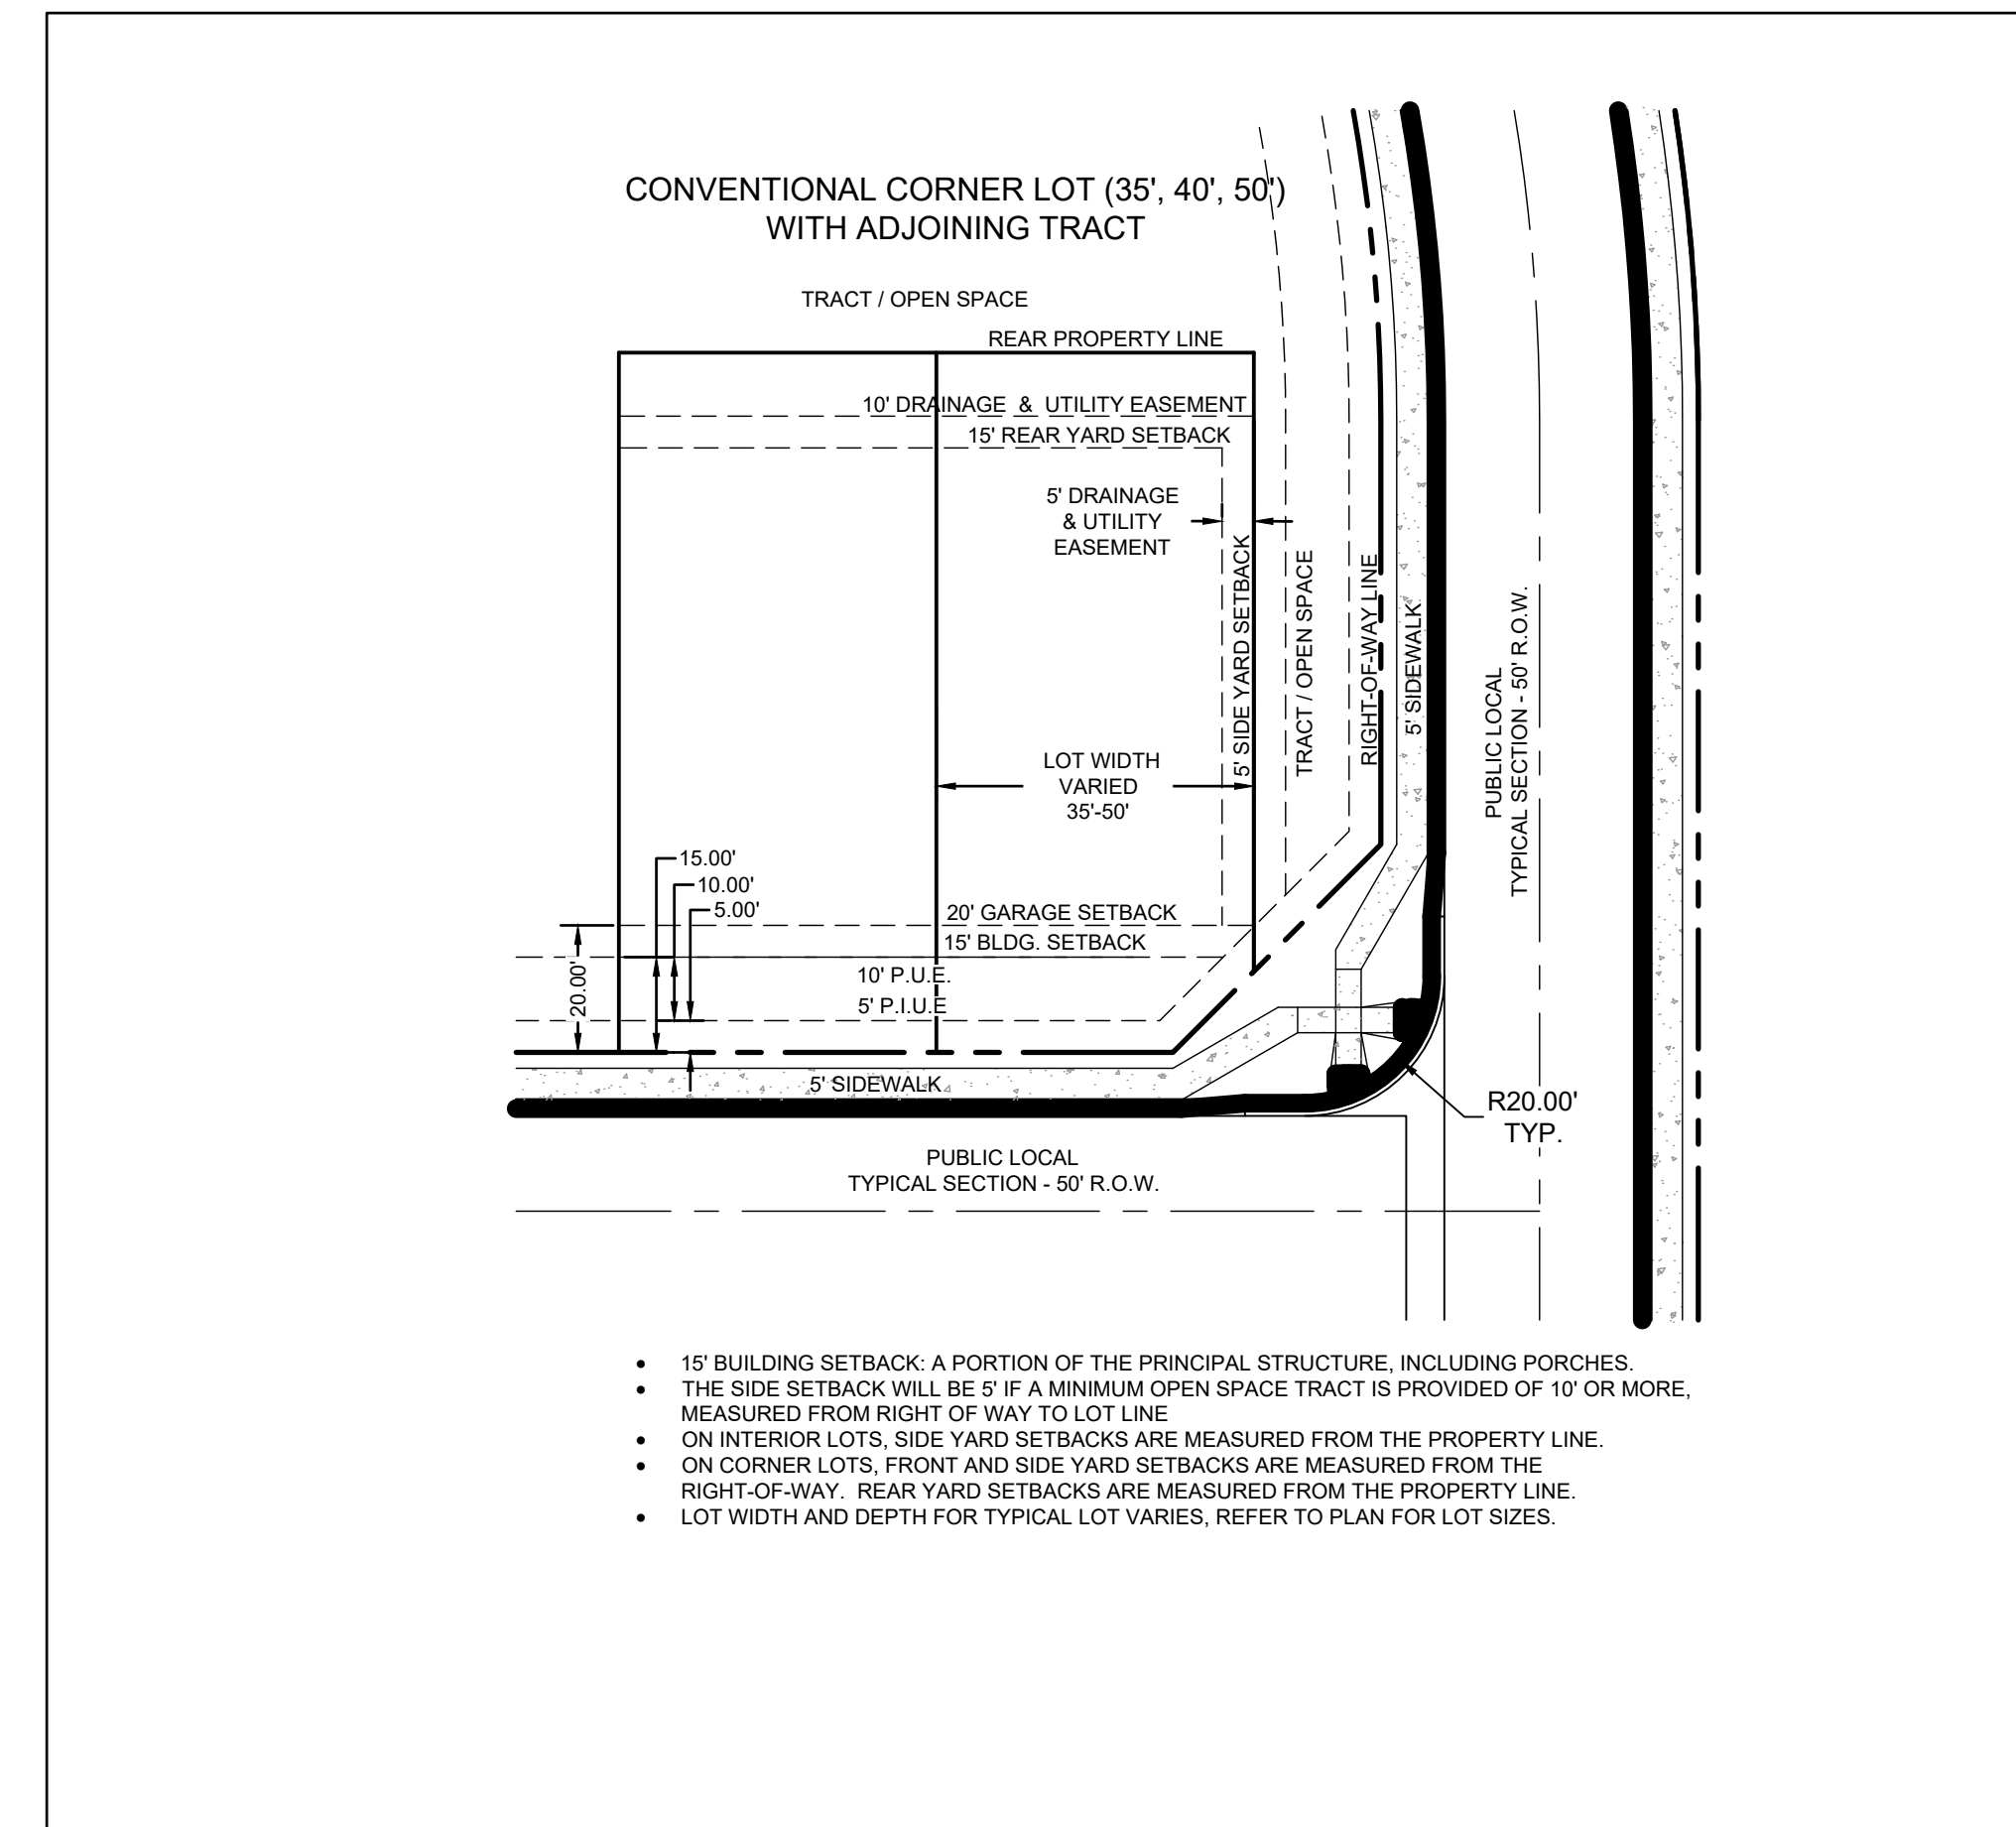 CONVENTIONAL CORNER LOT (35', 40', 50')
WITH ADJOINING TRACT
TRACT / OPEN SPACE
REAR PROPERTY LINE
10' DRAINAGE & UTILITY EASEMENT
15' REAR YARD SETBACK
5' DRAINAGE
& UTILITY
EASEMENT
5' SIDE YARD SETBACK
TRACT / OPEN SPACE
RIGHT-OF-WAY LINE
5' SIDEWALK
PUBLIC LOCAL
TYPICAL SECTION - 50' R.O.W.
LOT WIDTH
VARIED
35'-50'
15.00'
10.00'
5.00'
20.00'
20' GARAGE SETBACK
15' BLDG. SETBACK
10' P.U.E.
5' P.I.U.E
5' SIDEWALK
R20.00'
TYP.
PUBLIC LOCAL
TYPICAL SECTION - 50' R.O.W.
• 15' BUILDING SETBACK: A PORTION OF THE PRINCIPAL STRUCTURE, INCLUDING PORCHES.
• THE SIDE SETBACK WILL BE 5' IF A MINIMUM OPEN SPACE TRACT IS PROVIDED OF 10' OR MORE,
MEASURED FROM RIGHT OF WAY TO LOT LINE
• ON INTERIOR LOTS, SIDE YARD SETBACKS ARE MEASURED FROM THE PROPERTY LINE.
• ON CORNER LOTS, FRONT AND SIDE YARD SETBACKS ARE MEASURED FROM THE
RIGHT-OF-WAY. REAR YARD SETBACKS ARE MEASURED FROM THE PROPERTY LINE.
• LOT WIDTH AND DEPTH FOR TYPICAL LOT VARIES, REFER TO PLAN FOR LOT SIZES.